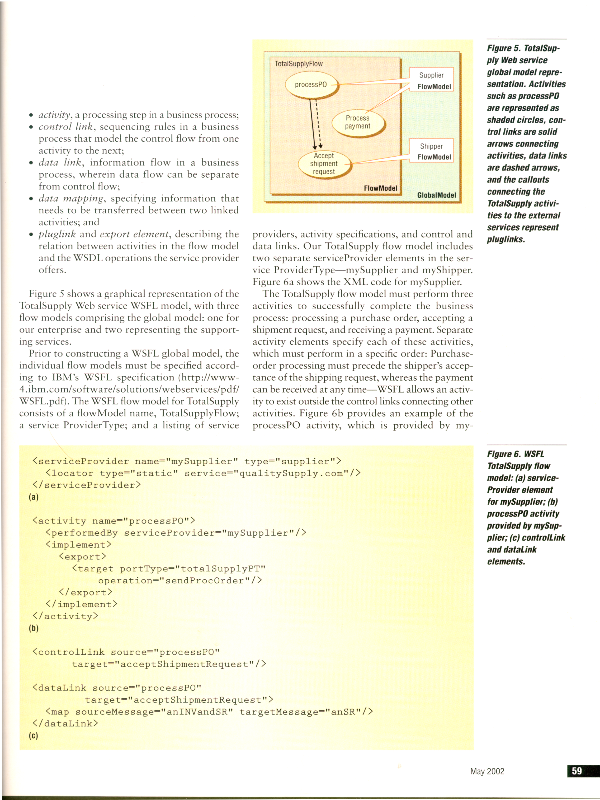 • activity, a processing step in a business process;
• control link, sequencing rules in a business
process that model the control flow from one
activity to the next;
• data link, information flow in a business
process, wherein data flow can be separate
from control flow;
• data mapping, specifying information that
needs to be transferred between two linked
activities; and
• pluglink and export element, describing the
relation between activities in the flow model
and the WSDL operations the service provider
offers.
Figure 5 shows a graphical representation of the
TotalSupply Web service WSFL model, with three
flow models comprising the global model: one for
our enterprise and two representing the support-
ing services.
Prior to constructing a WSFL global model, the
individual flow models must be specified accord-
ing to IBM's WSFL specification (http://www-
4.ibm.com/software/solutions/webservices/pdf/
WSFL.pdf). The WSFL flow model for TotalSupply
consists of a flowModel name, TotalSupplyFlow;
a service ProviderType; and a listing of service
TotalSupplyFlow
processPO
Process
payment
Accept
shipment
request
Supplier
FlowModel
Shipper
FlowModel
FlowModel
GlobalModel
Figure 5. TotalSup-
ply Web service
global model repre-
sentation. Activities
such as processPO
are represented as
shaded circles, con-
trol links are solid
arrows connecting
activities, data links
are dashed arrows,
and the callouts
connecting the
TotalSupply activi-
ties to the external
services represent
pluglinks.
providers, activity specifications, and control and
data links. Our TotalSupply flow model includes
two separate serviceProvider elements in the ser-
vice ProviderType—mySupplier and myShipper.
Figure 6a shows the XML code for mySupplier.
The TotalSupply flow model must perform three
activities to successfully complete the business
process: processing a purchase order, accepting a
shipment request, and receiving a payment. Separate
activity elements specify each of these activities,
which must perform in a specific order: Purchase-
order processing must precede the shipper's accep-
tance of the shipping request, whereas the payment
can be received at any time—WSFL allows an activ-
ity to exist outside the control links connecting other
activities. Figure 6b provides an example of the
processPO activity, which is provided by my-
<serviceProvider name="mySupplier" type="supplier">
<locator type="static" service="qualitySupply.com"/>
</serviceProvider>
(a)
<activity name="processPO">
<performedBy serviceProvider="mySupplier"/>
<implement>
<export>
<target portType="totalSupplyPT"
operation="sendProcOrder"/>
</export>
</implement>
</activity>
(b)
<controlLink source="processPO"
target="acceptShipmentRequest"/>
<dataLink source="processPO"
target="acceptShipmentRequest">
<map sourceMessage="anINVandSR" targetMessage="anSR"/>
</dataLink>
(c)
Figure 6. WSFL
TotalSupply flow
model: (a) service-
Provider element
for mySupplier; (b)
processPO activity
provided by mySup-
plier; (c) controlLink
and dataLink
elements.
May 2002
59